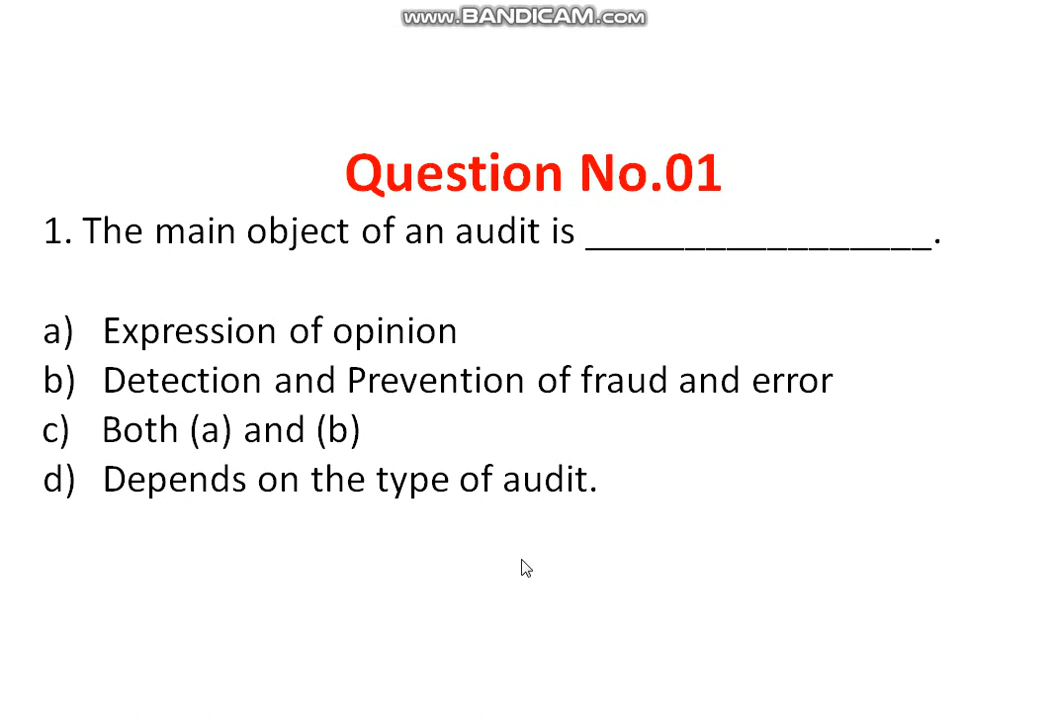 www.BANDICAM.com
Question No.01
1. The main object of an audit is _________________.
a) Expression of opinion
b) Detection and Prevention of fraud and error
c) Both (a) and (b)
d) Depends on the type of audit.